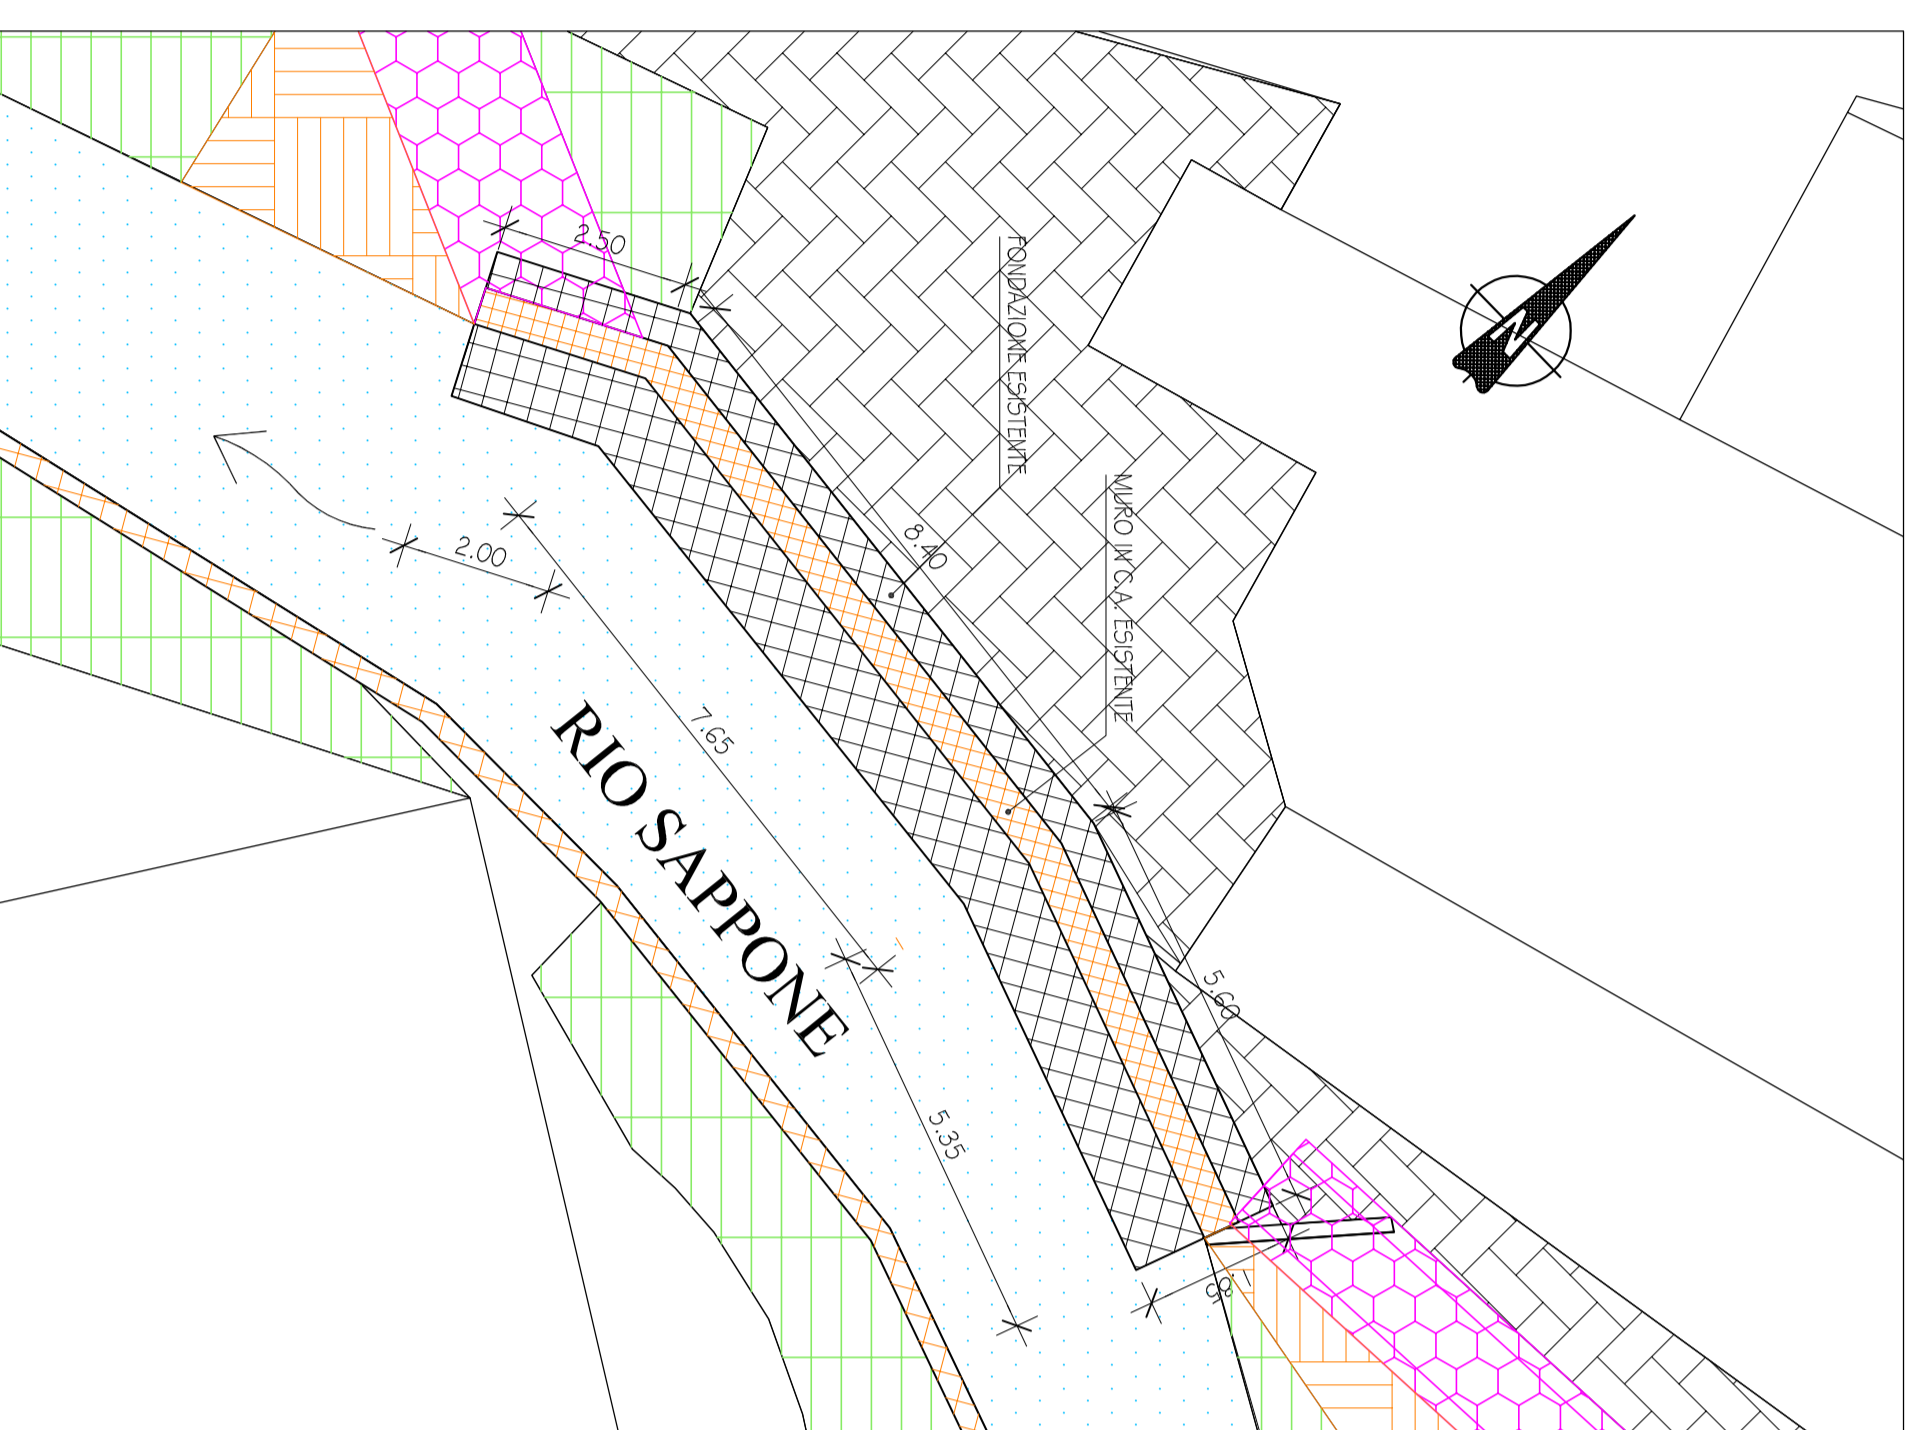 2.50
FONDAZIONE ESISTENTE
N
MURO IN C.A. ESISTENTE
8.40
2.00
7.65
RIO SAPPONE
5.60
5.35